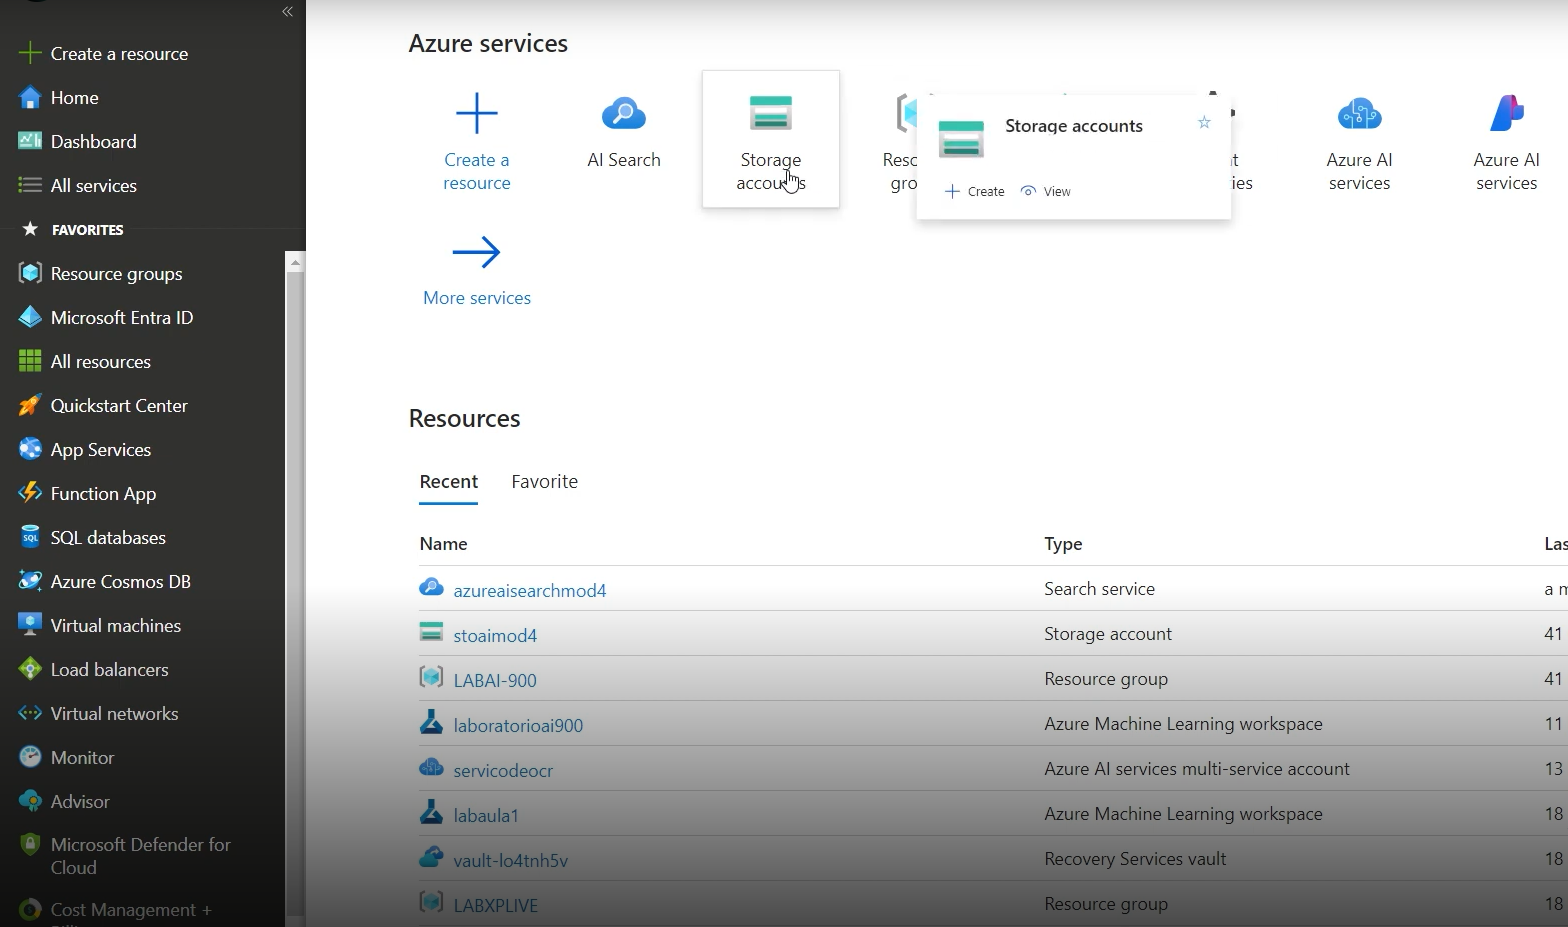 Create a resource
Home
Dashboard
All services
FAVORITES
Resource groups
Microsoft Entra ID
All resources
Quickstart Center
App Services
Function App
SQL databases
Azure Cosmos DB
Virtual machines
Load balancers
Virtual networks
Monitor
Advisor
Microsoft Defender for
Cloud
Cost Management +
Azure services
Create a
resource
AI Search
Storage
accounts
Storage accounts
Create
View
Azure AI
services
Azure AI
services
More services
Resources
Recent
Favorite
Name
Type
azureaisearchmod4
Search service
stoaimod4
Storage account
41
LABAI-900
Resource group
41
laboratorioai900
Azure Machine Learning workspace
11
servicodeocr
Azure AI services multi-service account
13
labaula1
Azure Machine Learning workspace
18
vault-lo4tnh5v
Recovery Services vault
18
LABXPLIVE
Resource group
18